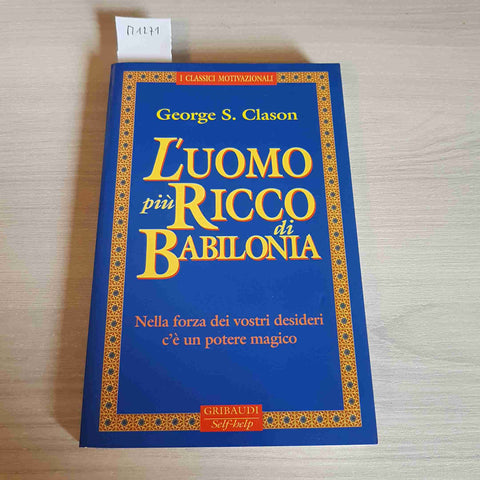 I CLASSICI MOTIVAZIONALI
George S. Clason
L'UOMO
più RICCO
di
BABILONIA
Nella forza dei vostri desideri
c'è un potere magico
GRIBAUDI
Self-help